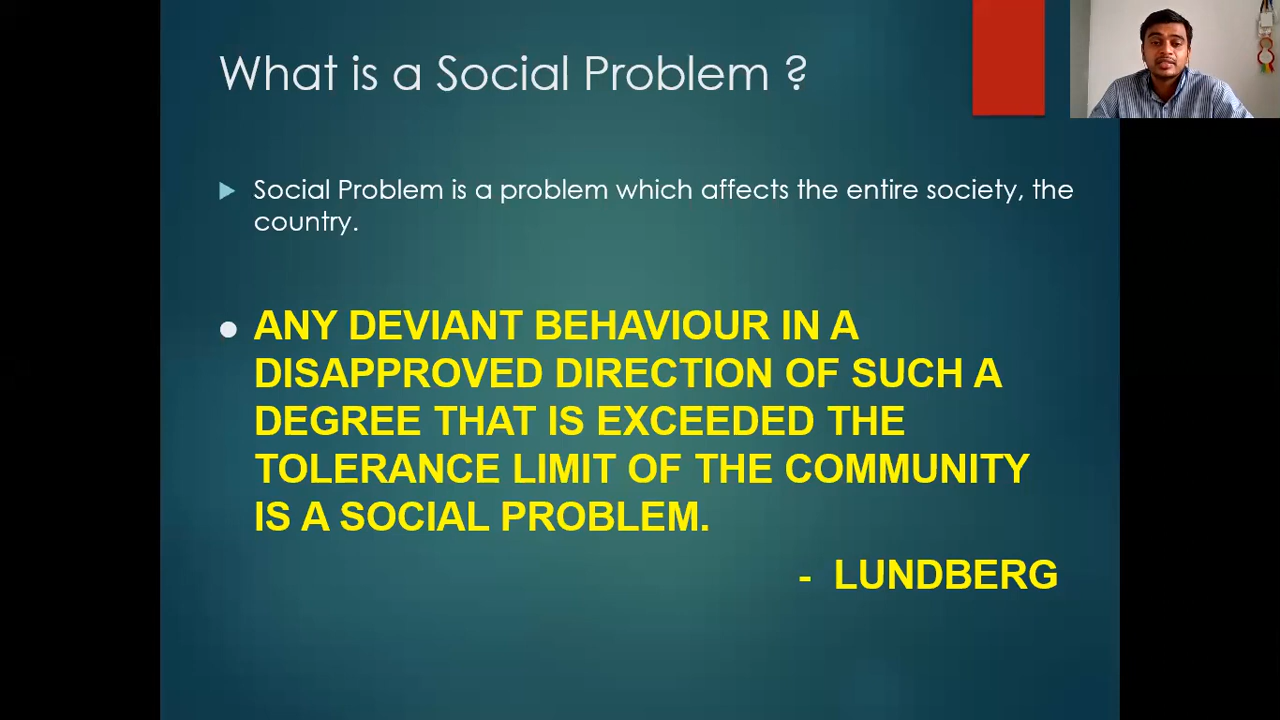 What is a Social Problem ?
Social Problem is a problem which affects the entire society, the
country.
ANY DEVIANT BEHAVIOUR IN A
DISAPPROVED DIRECTION OF SUCH A
DEGREE THAT IS EXCEEDED THE
TOLERANCE LIMIT OF THE COMMUNITY
IS A SOCIAL PROBLEM.
- LUNDBERG